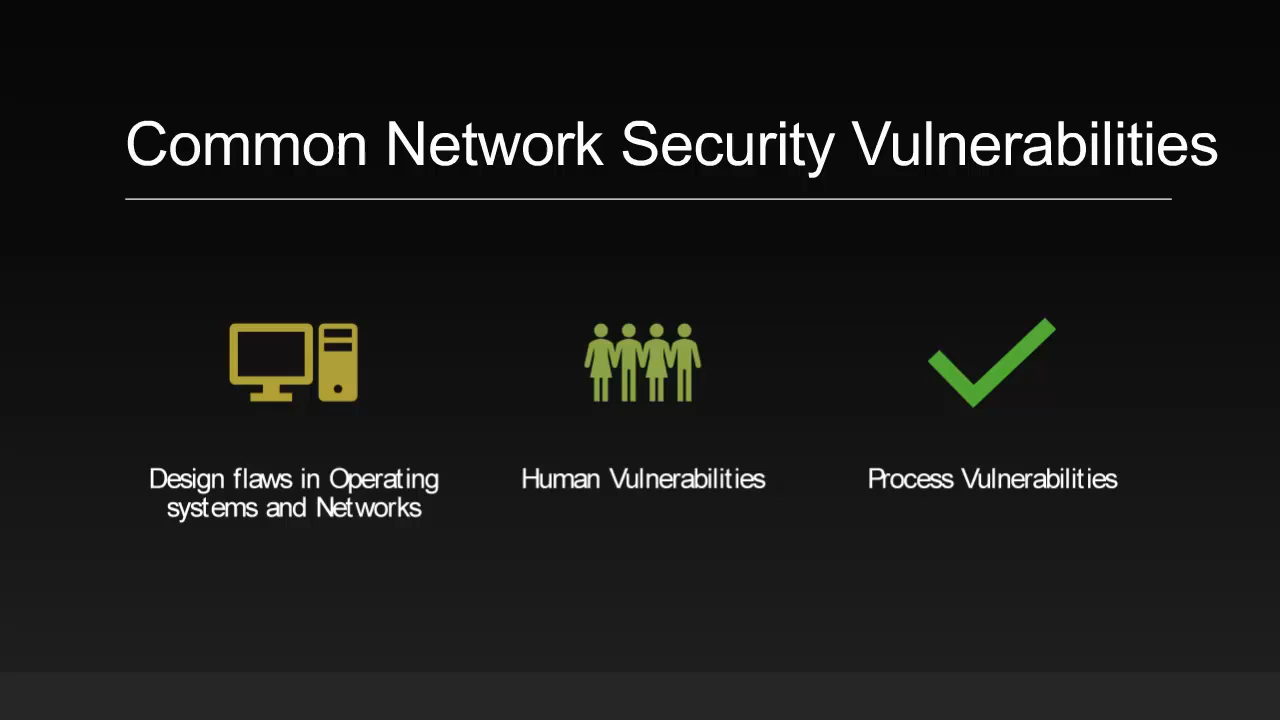 Common Network Security Vulnerabilities
Design flaws in Operating
systems and Networks
Human Vulnerabilities
Process Vulnerabilities